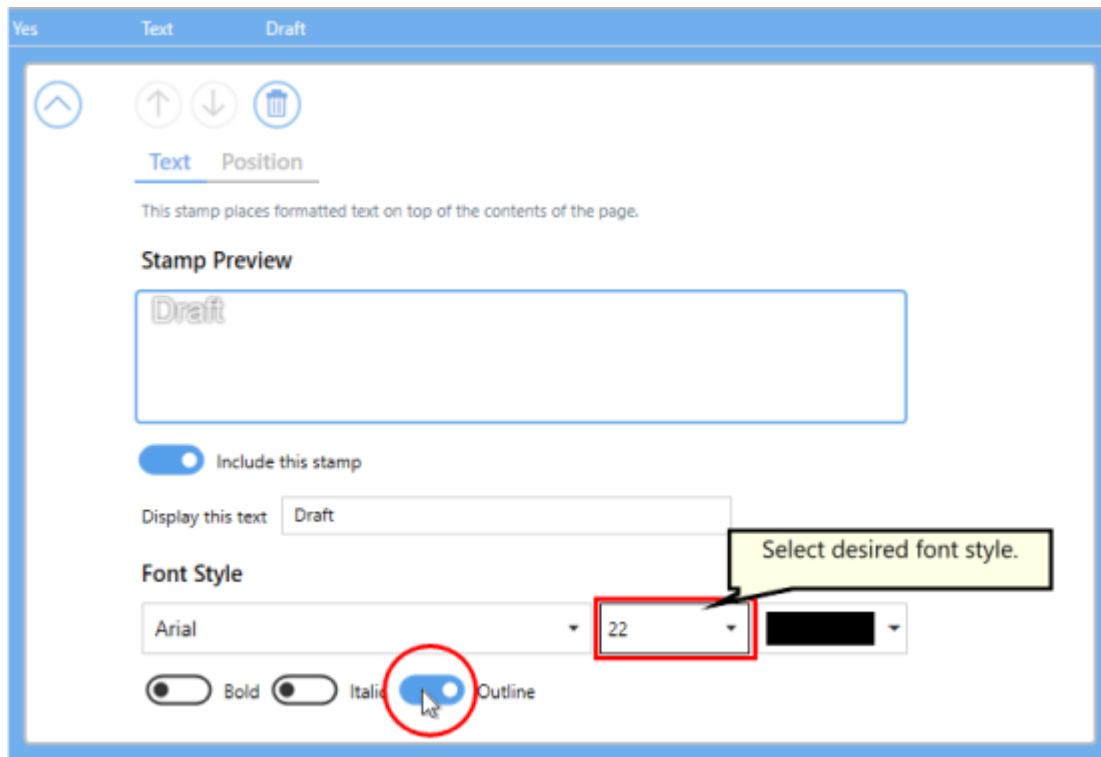 Yes Text Draft
Text Position
This stamp places formatted text on top of the contents of the page.
Stamp Preview
Draft
Include this stamp
Display this text Draft
Select desired font style.
Font Style
Arial 22
Bold Italic Outline